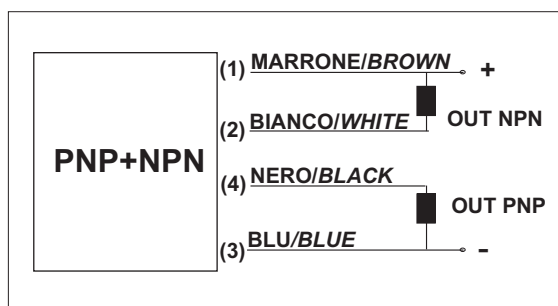 (1) MARRONE/BROWN +
(2) BIANCO/WHITE OUT NPN
PNP+NPN
(4) NERO/BLACK
OUT PNP
(3) BLU/BLUE -